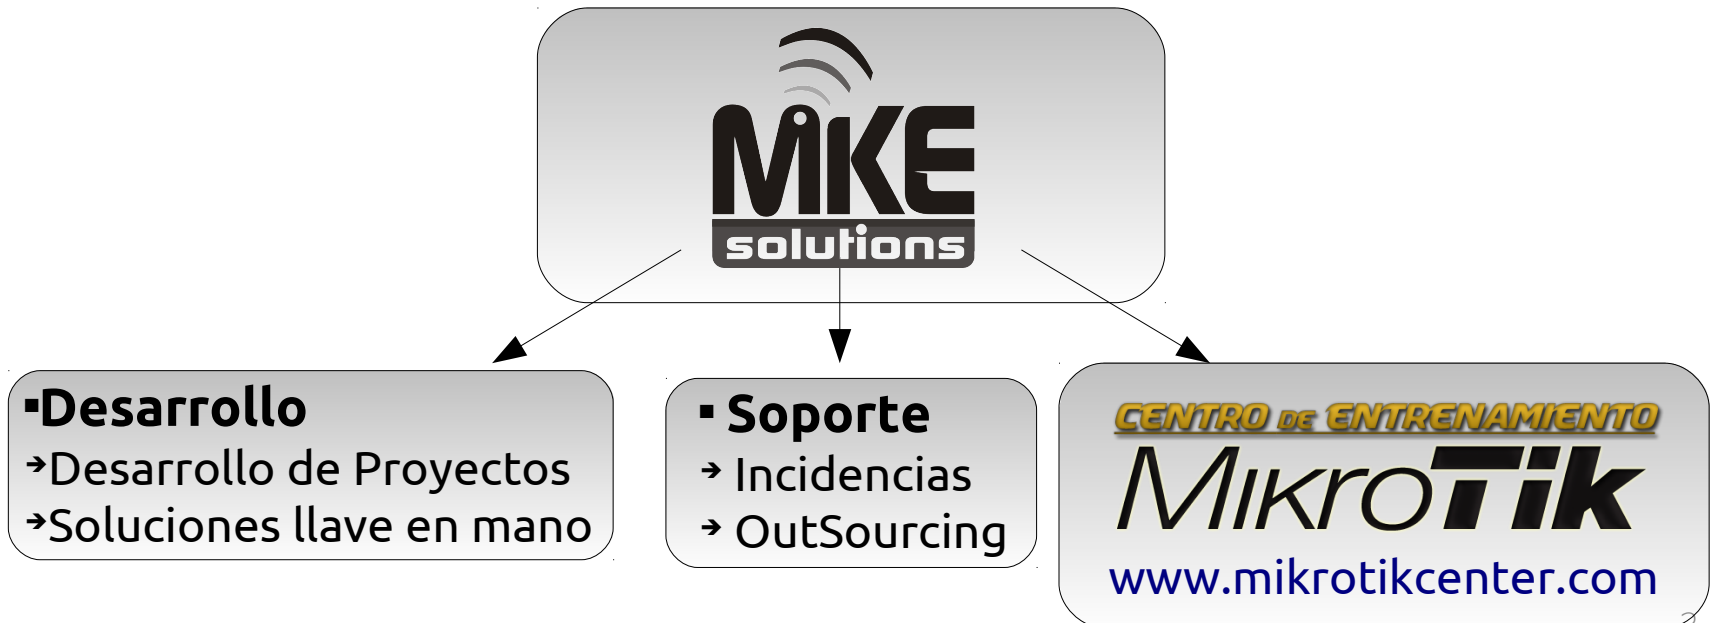 MKE
solutions
▪Desarrollo
➔Desarrollo de Proyectos
➔Soluciones llave en mano
▪ Soporte
➔ Incidencias
➔ OutSourcing
CENTRO DE ENTRENAMIENTO
MikroTik
www.mikrotikcenter.com